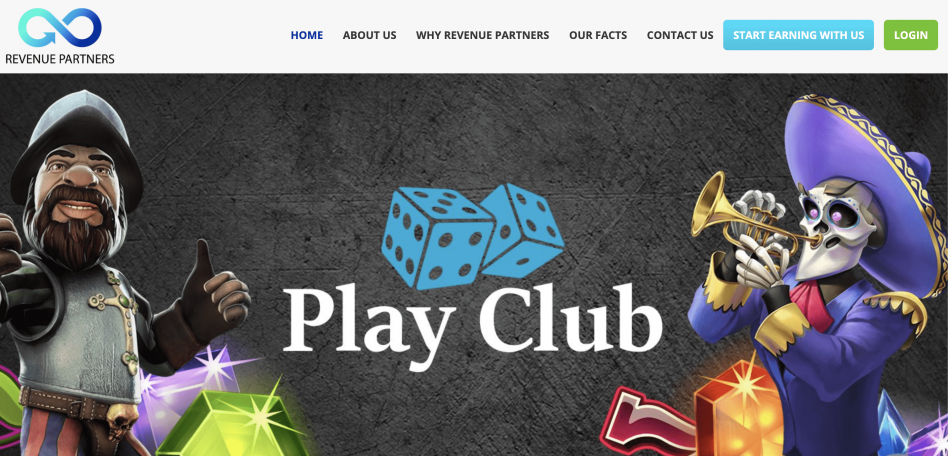 REVENUE PARTNERS
HOME ABOUT US WHY REVENUE PARTNERS OUR FACTS CONTACT US START EARNING WITH US LOGIN
Play Club